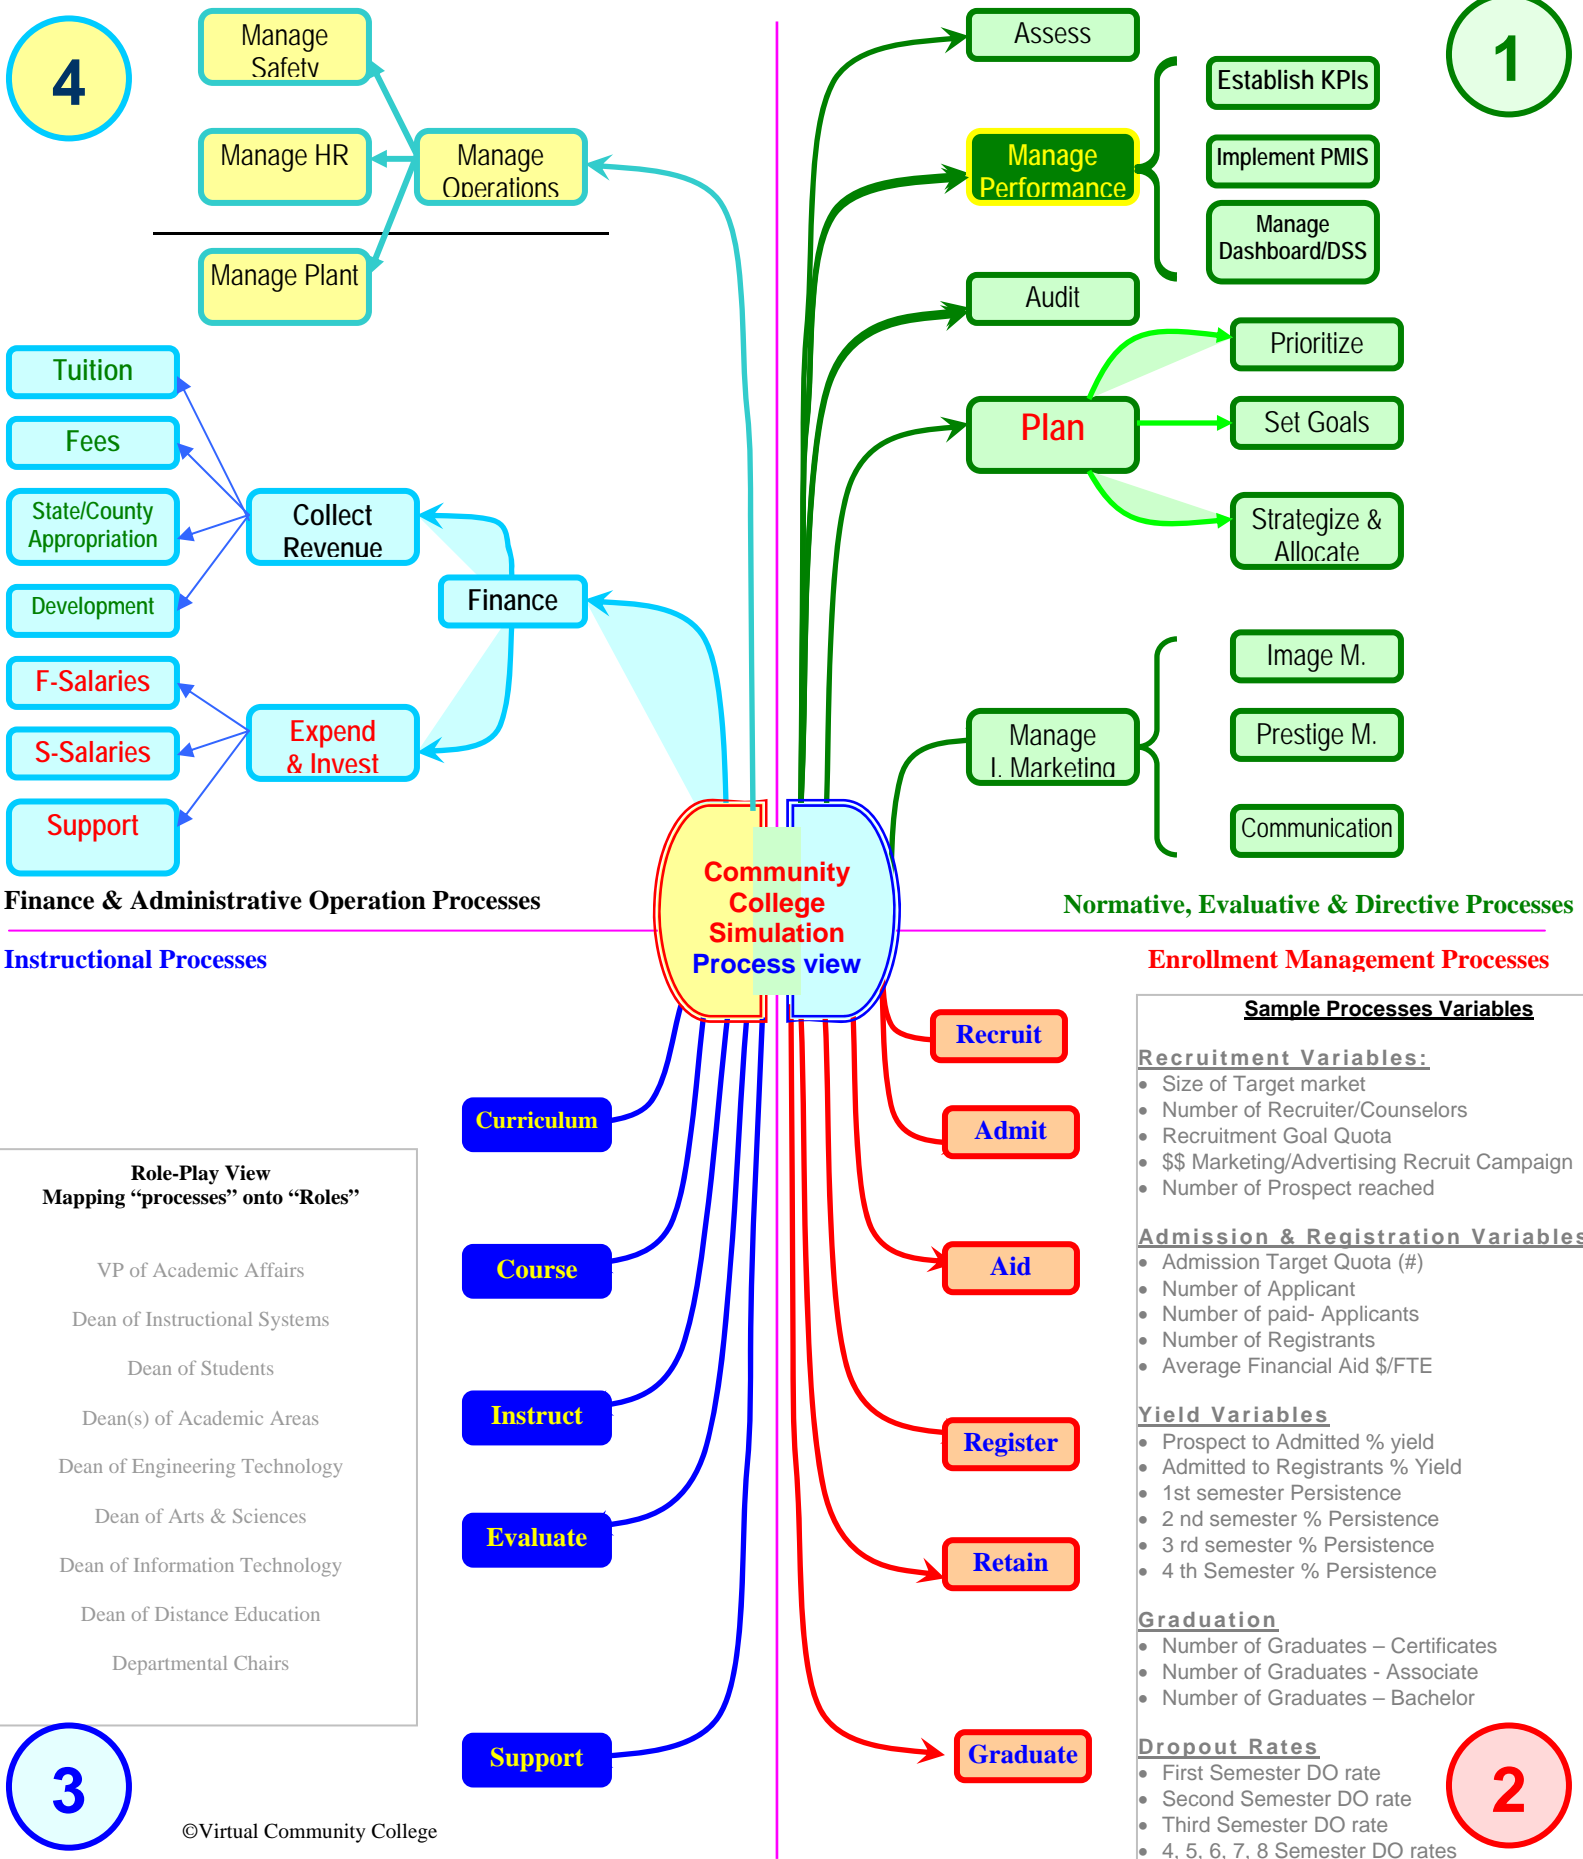 4
Manage
Safety
Manage HR
Manage
Operations
Manage Plant
Tuition
Fees
State/County
Appropriation
Development
Collect
Revenue
Finance
F-Salaries
S-Salaries
Support
Expend
& Invest
Finance & Administrative Operation Processes
1
Assess
Manage
Performance
Establish KPIs
Implement PMIS
Manage
Dashboard/DSS
Audit
Plan
Prioritize
Set Goals
Strategize &
Allocate
Manage
I. Marketing
Image M.
Prestige M.
Communication
Normative, Evaluative & Directive Processes
Community
College
Simulation
Process view
Instructional Processes
Curriculum
Course
Instruct
Evaluate
Support
Role-Play View
Mapping “processes” onto “Roles”
VP of Academic Affairs
Dean of Instructional Systems
Dean of Students
Dean(s) of Academic Areas
Dean of Engineering Technology
Dean of Arts & Sciences
Dean of Information Technology
Dean of Distance Education
Departmental Chairs
3
©Virtual Community College
Enrollment Management Processes
Recruit
Admit
Aid
Register
Retain
Graduate
Sample Processes Variables
Recruitment Variables:
• Size of Target market
• Number of Recruiter/Counselors
• Recruitment Goal Quota
• $$ Marketing/Advertising Recruit Campaign
• Number of Prospect reached
Admission & Registration Variables
• Admission Target Quota (#)
• Number of Applicant
• Number of paid- Applicants
• Number of Registrants
• Average Financial Aid $/FTE
Yield Variables
• Prospect to Admitted % yield
• Admitted to Registrants % Yield
• 1st semester Persistence
• 2 nd semester % Persistence
• 3 rd semester % Persistence
• 4 th Semester % Persistence
Graduation
• Number of Graduates – Certificates
• Number of Graduates - Associate
• Number of Graduates – Bachelor
Dropout Rates
• First Semester DO rate
• Second Semester DO rate
• Third Semester DO rate
• 4, 5, 6, 7, 8 Semester DO rates
2